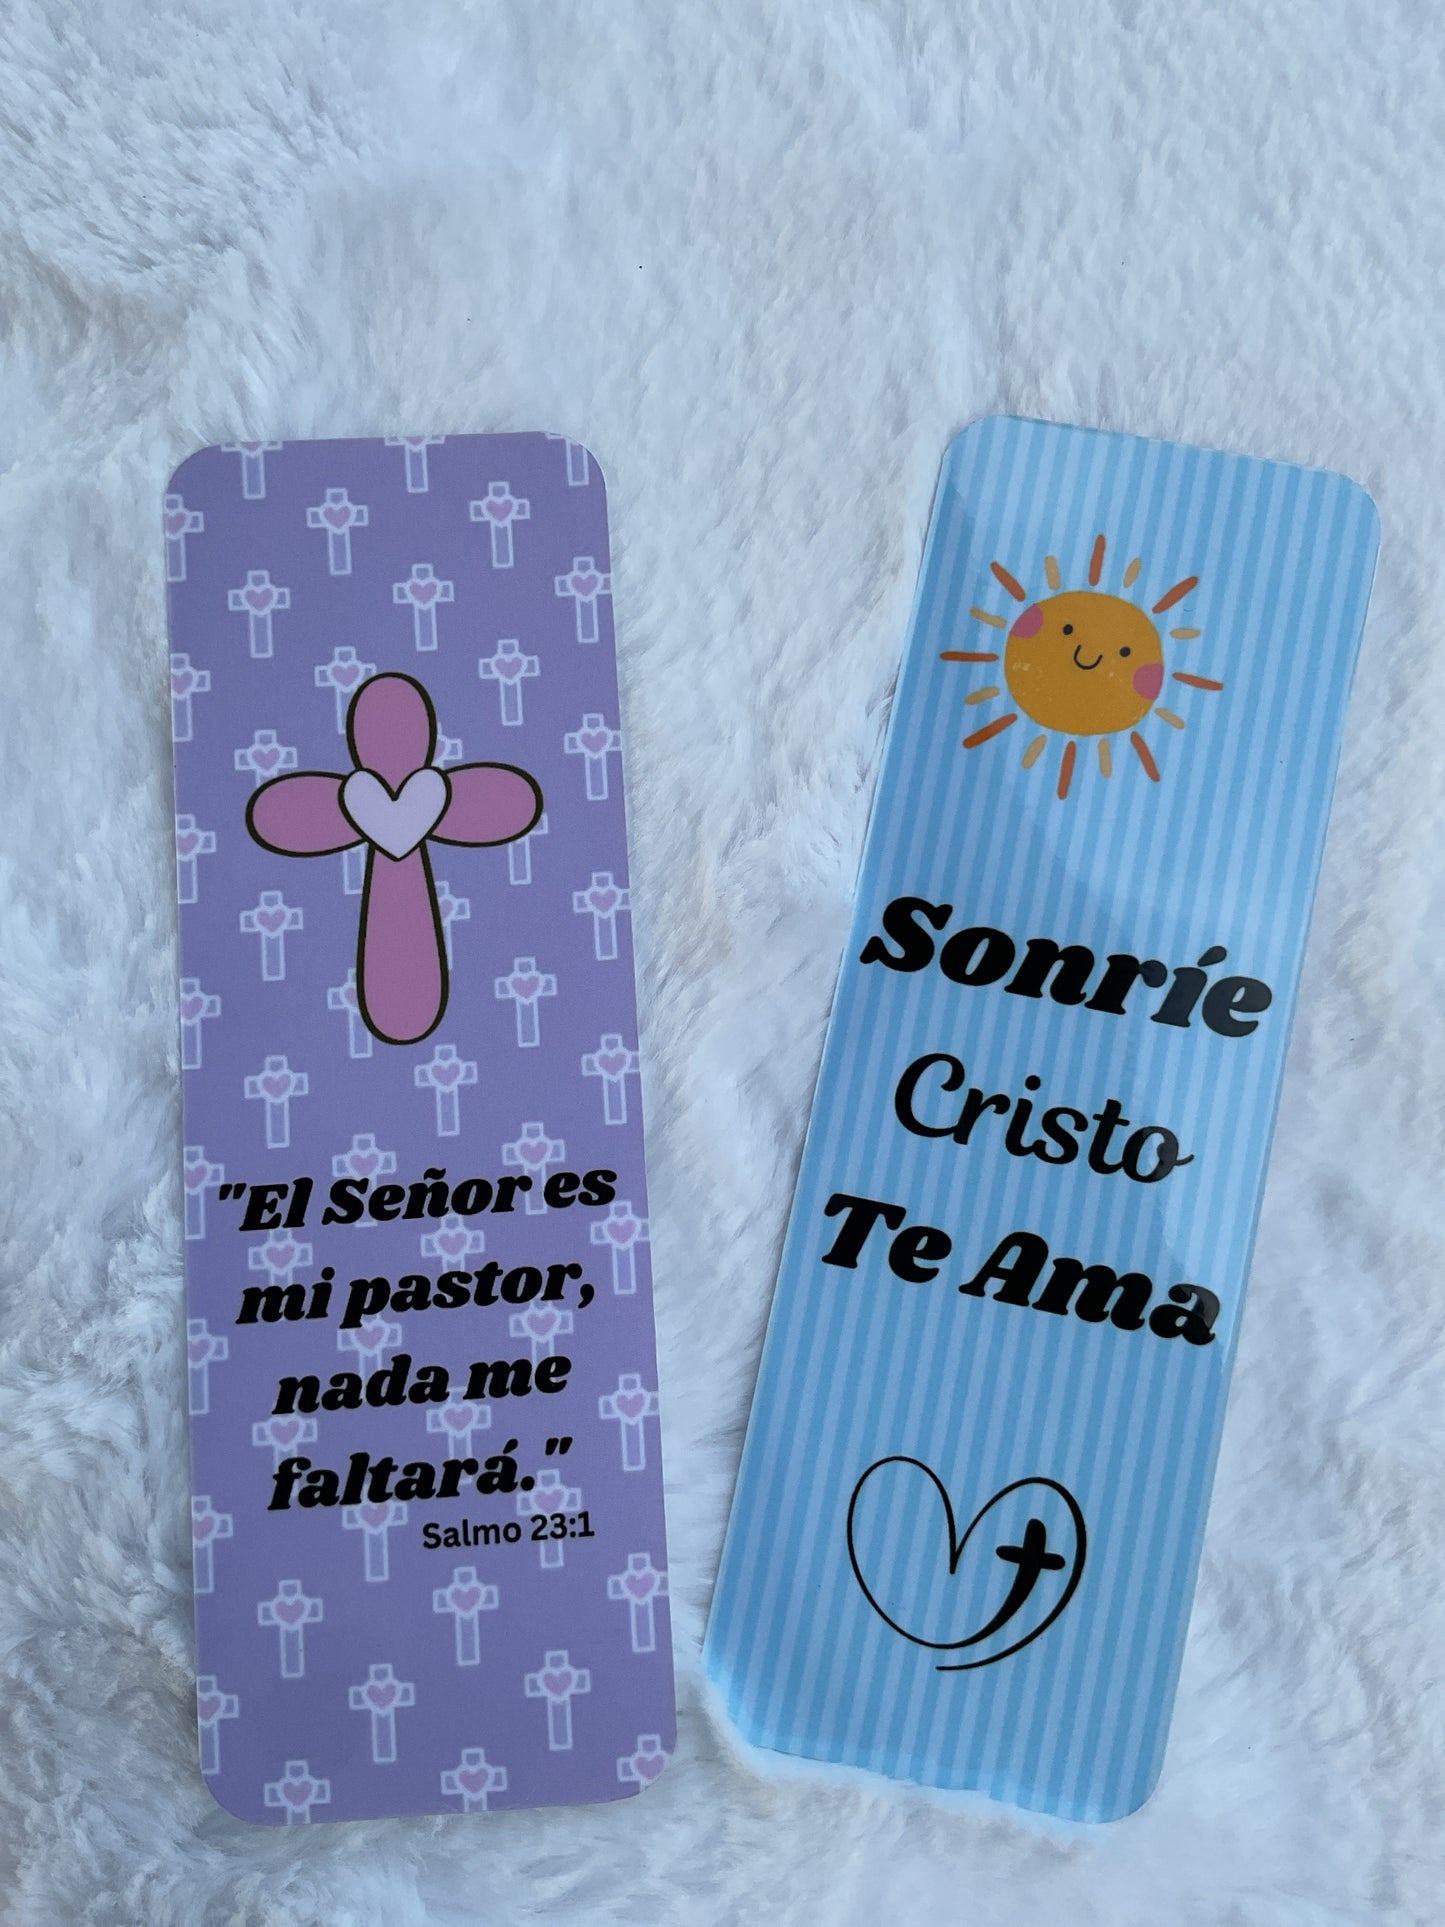 "El Señor es
mi pastor,
nada me
faltará."
Salmo 23:1
Sonríe
Cristo
Te Ama